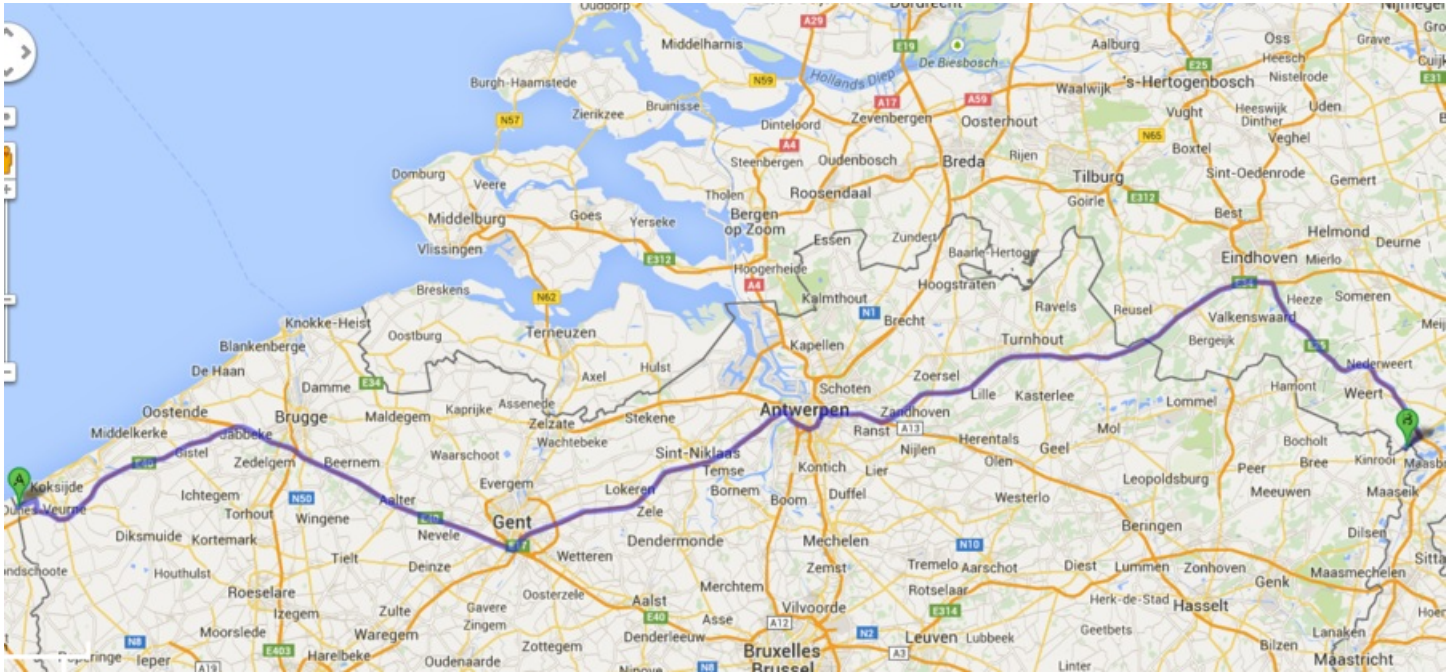 Ouddorp
Dordrecht
Nijmegen
A29
Middelharnis
E19
De Biesbosch
Aalburg
Oss
Grave
Heesch
E25
Nistelrode
Cuijk
E31
Burgh-Haamstede
N59
Hollands Diep
A17
A59
Waalwijk
's-Hertogenbosch
Bruinisse
Zierikzee
N57
Dinteloord
Zevenbergen
Oosterhout
Vught
Heeswijk
Dinther
Uden
N65
Veghel
A4
Steenbergen
Oudenbosch
Breda
Rijen
Boxtel
Domburg
Veere
Tholen
Roosendaal
Tilburg
Sint-Oedenrode
Gemert
Goirle
E312
Middelburg
Goes
Yerseke
Bergen
op Zoom
Best
Vlissingen
Essen
Zundert
Baarle-Hertog
Helmond
Deurne
E312
Hoogerheide
Eindhoven
Mierlo
Breskens
N62
A4
Kalmthout
Hoogstraten
Heeze
Someren
Knokke-Heist
Oostburg
Terneuzen
N1
Brecht
Ravels
Reusel
Valkenswaard
Blankenberge
Kapellen
Turnhout
Bergeijk
De Haan
Hulst
Axel
Schoten
Zoersel
Nederweert
E34
Damme
Lille
Kasterlee
Hamont
Weert
Oostende
Brugge
Maldegem
Kaprijke
Assenede
Stekene
Antwerpen
Zandhoven
Lommel
Zelzate
Middelkerke
Jabbeke
Wachtebeke
Ranst
A13
Herentals
Mol
Bocholt
Gistel
Zedelgem
Beernem
Waarschoot
Sint-Niklaas
Temse
Kontich
Lier
Nijlen
Olen
Geel
Peer
Bree
Kinrooi
A
Koksijde
Ichtegem
N50
Aalter
Evergem
Lokeren
Bornem
Boom
Duffel
Westerlo
Leopoldsburg
Meeuwen
Maaseik
Veurne
Torhout
Wingene
Gent
Zele
Diksmuide
Kortemark
Nevele
Dendermonde
Mechelen
N10
Beringen
Dilsen
Tielt
Deinze
Wetteren
Zemst
Tremelo
Aarschot
Diest
Lummen
Zonhoven
Genk
Maasmechelen
Houthulst
Roeselare
Oosterzele
Merchtem
Rotselaar
Herk-de-Stad
Hasselt
Izegem
Zulte
Gavere
Aalst
Vilvoorde
E314
Moorslede
Waregem
Zingem
E40
Asse
A12
N2
Leuven
Lubbeek
Geetbets
Lanaken
N8
E403
Zottegem
Denderleeuw
A3
Bilzen
Ieper
A19
Harelbeke
Oudenaarde
Ninove
N8
Bruxelles
Brussel
Linter
Maastricht